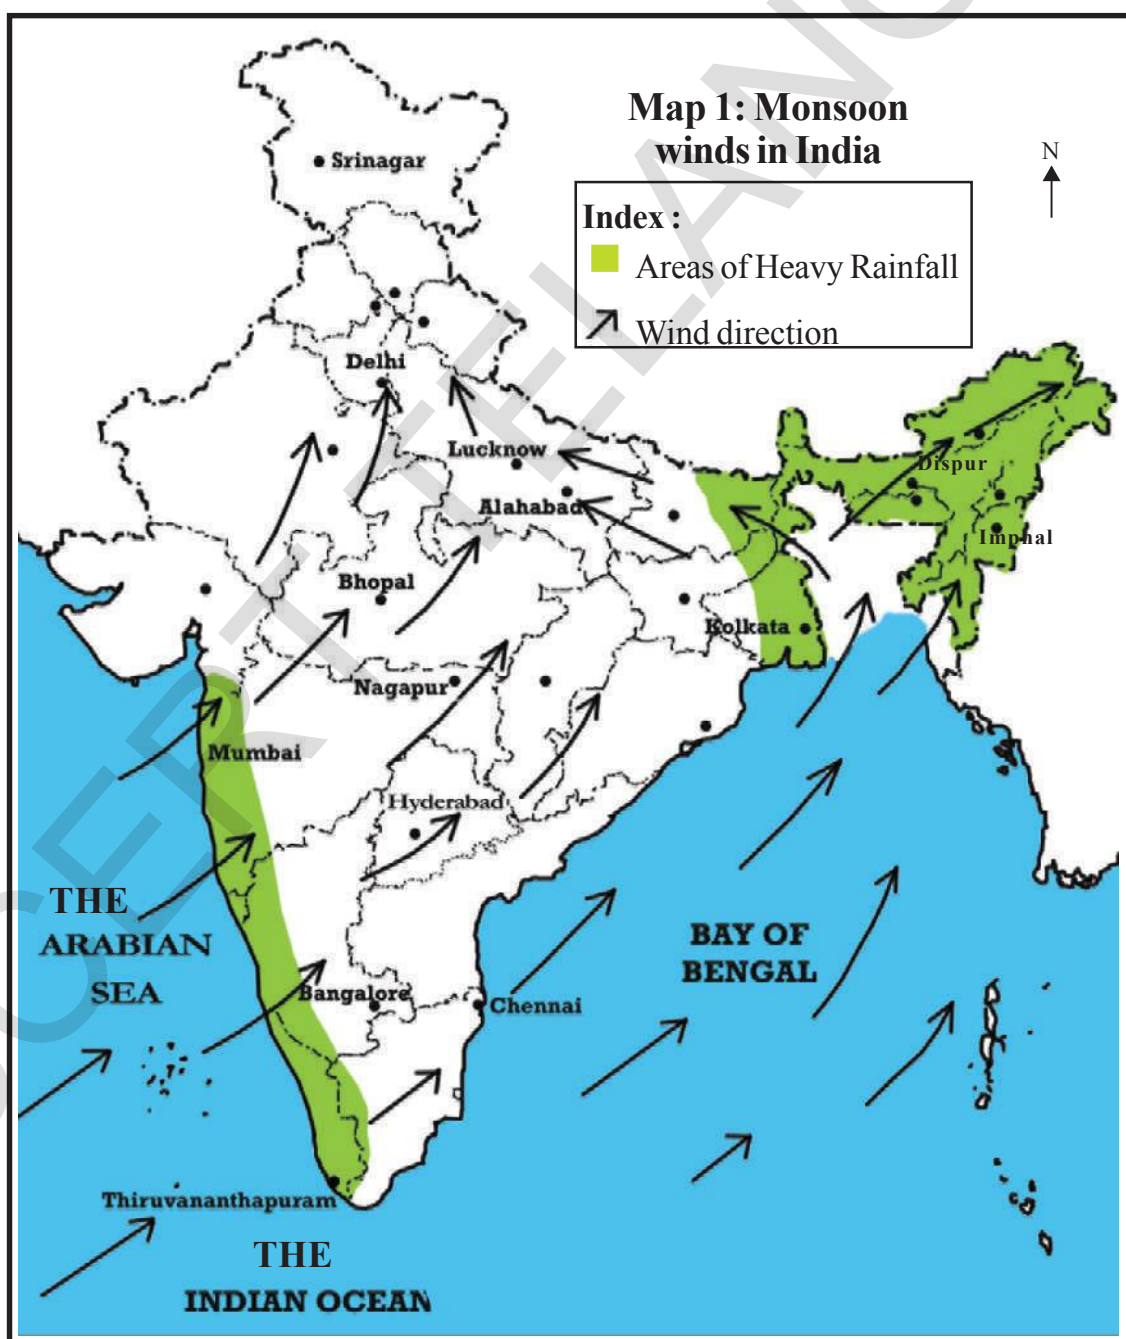 Map 1: Monsoon
winds in India
N
Index :
Areas of Heavy Rainfall
Wind direction
Srinagar
Delhi
Lucknow
Alahabad
Dispur
Imphal
Bhopal
Kolkata
Nagapur
Mumbai
Hyderabad
THE
ARABIAN
SEA
BAY OF
BENGAL
Bangalore
Chennai
Thiruvananthapuram
THE
INDIAN OCEAN